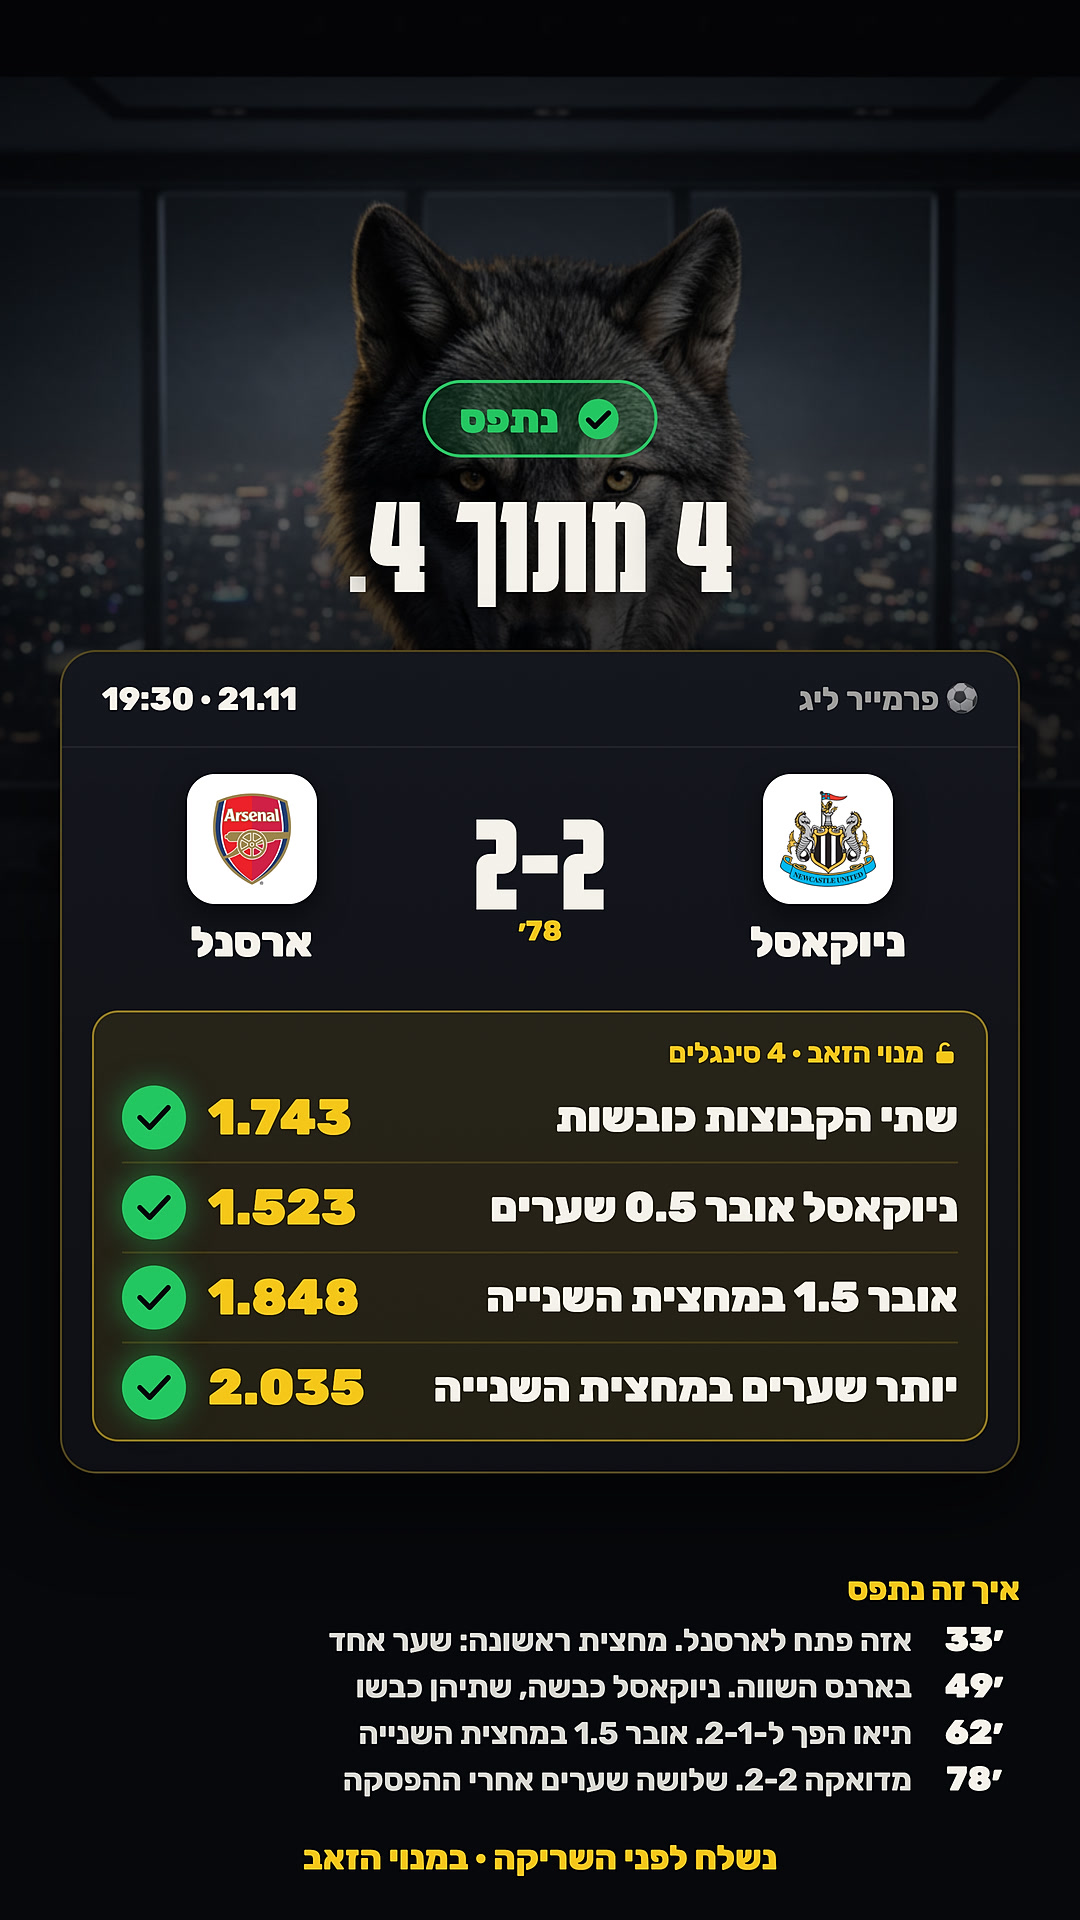 נתפס
4 מתוך 4.
פרמייר ליג
21.11 • 19:30
NEWCASTLE UNITED
Arsenal
2-2
78'
ניוקאסל
ארסנל
מנוי הזאב • 4 סינגלים
שתי הקבוצות כובשות 1.743
ניוקאסל אובר 0.5 שערים 1.523
אובר 1.5 במחצית השנייה 1.848
יותר שערים במחצית השנייה 2.035
איך זה נתפס
33' אזה פתח לארסנל. מחצית ראשונה: שער אחד
49' בארנס השווה. ניוקאסל כבשה, שתיהן כבשו
62' תיאו הפך ל-2-1. אובר 1.5 במחצית השנייה
78' מדואקה 2-2. שלושה שערים אחרי ההפסקה
נשלח לפני השריקה • במנוי הזאב